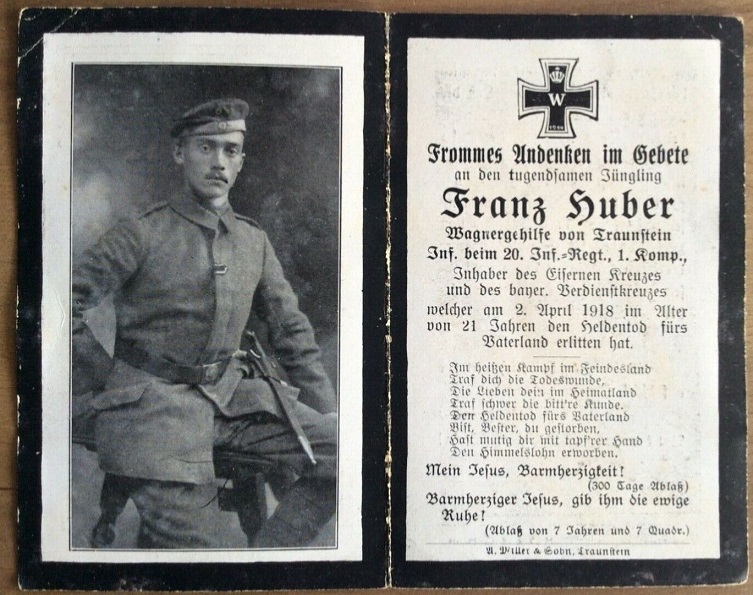 W
Frommes Andenken im Gebete
an den tugendsamen Jüngling
Franz Huber
Wagnergehilfe von Traunstein
Inf. beim 20. Inf.-Regt., 1. Komp.,
Inhaber des Eisernen Kreuzes
und des bayer. Verdienstkreuzes
welcher am 2. April 1918 im Alter
von 21 Jahren den Heldentod fürs
Vaterland erlitten hat.
Im heißen Kampf im Feindesland
Traf dich die Todeswunde,
Die Lieben dein im Heimatland
Traf schwer die bitt're Kunde.
Den Heldentod fürs Vaterland
Bist, Bester, du gestorben,
Hast mutig dir mit tapf'rer Hand
Den Himmelslohn erworben.
Mein Jesus, Barmherzigkeit!
(300 Tage Ablaß)
Barmherziger Jesus, gib ihm die ewige
Ruhe!
(Ablaß von 7 Jahren und 7 Quadr.)
A. Miller & Sohn, Traunstein